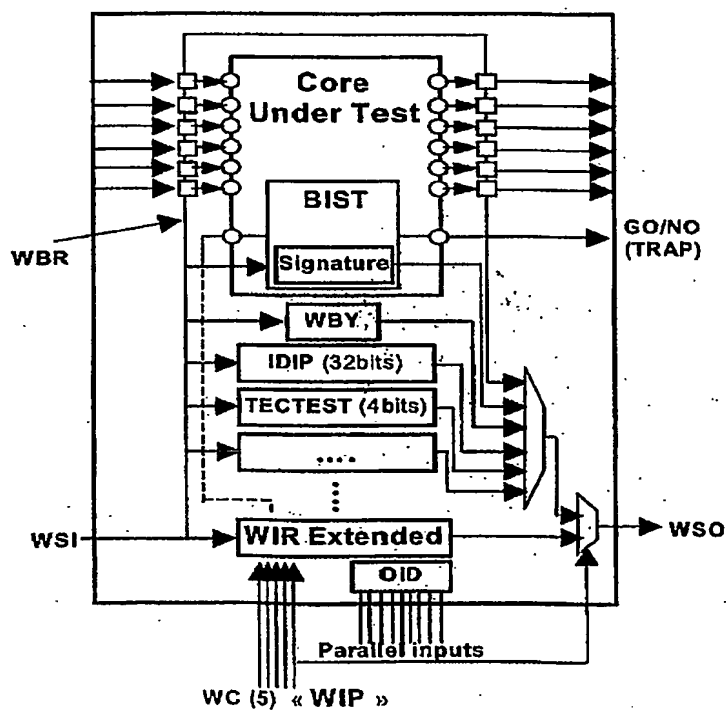 Core
Under Test
BIST
Signature
GO/NO
(TRAP)
WBR
WBY
IDIP (32bits)
TECTEST (4bits)
....
WSI
WIR Extended
WSO
OID
Parallel inputs
WC (5) « WIP »